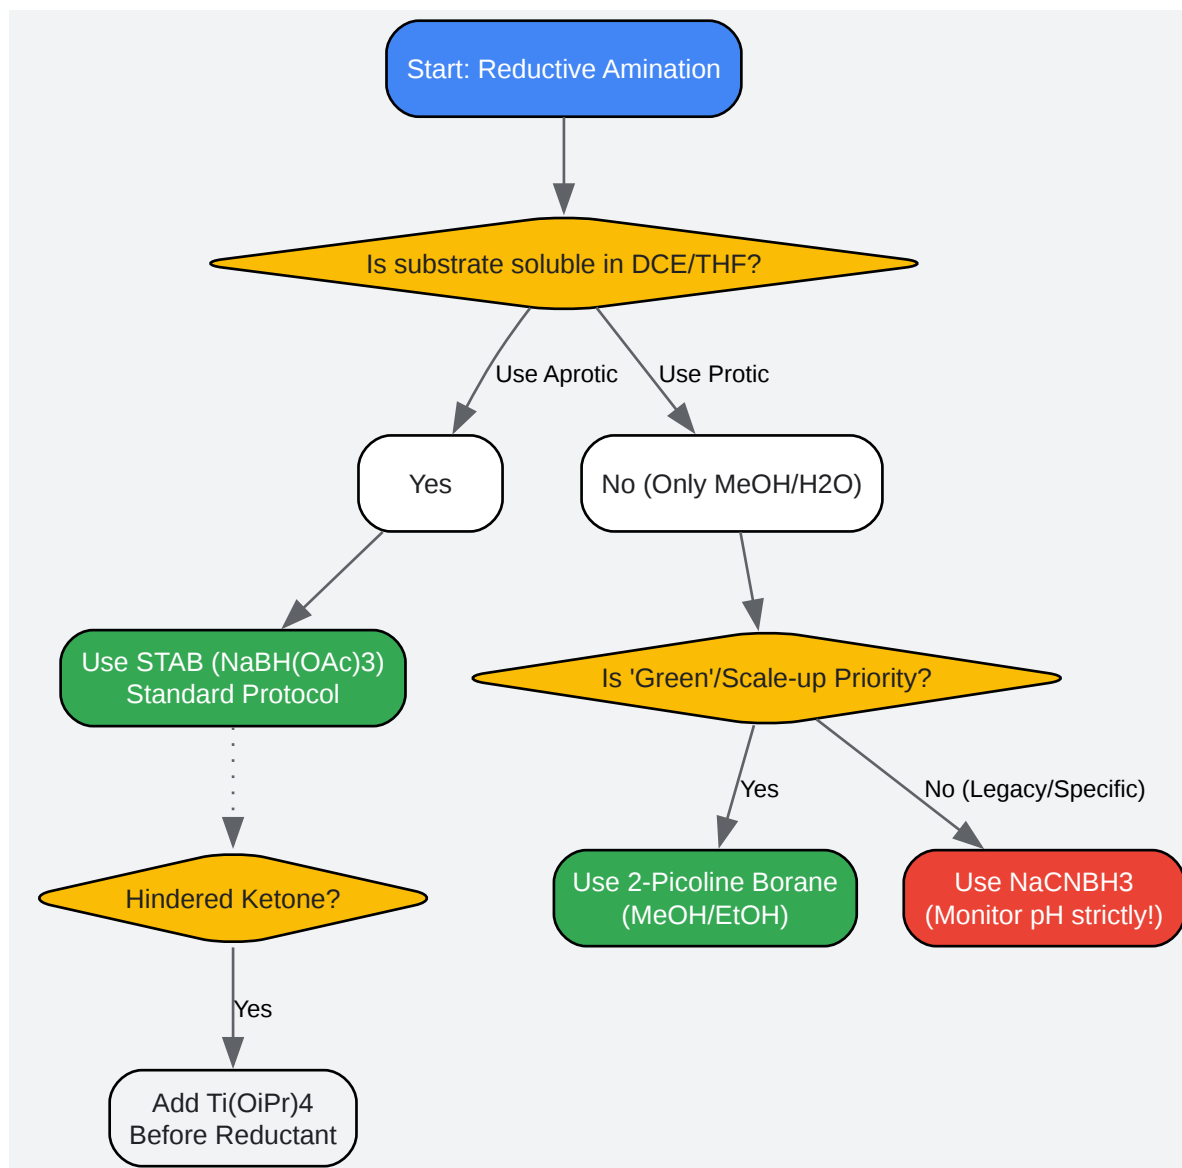 Start: Reductive Amination
Is substrate soluble in DCE/THF?
Use Aprotic
Use Protic
Yes
No (Only MeOH/H2O)
Use STAB (NaBH(OAc)3)
Standard Protocol
Is 'Green'/Scale-up Priority?
Yes
No (Legacy/Specific)
Hindered Ketone?
Use 2-Picoline Borane
(MeOH/EtOH)
Use NaCNBH3
(Monitor pH strictly!)
Yes
Add Ti(OiPr)4
Before Reductant